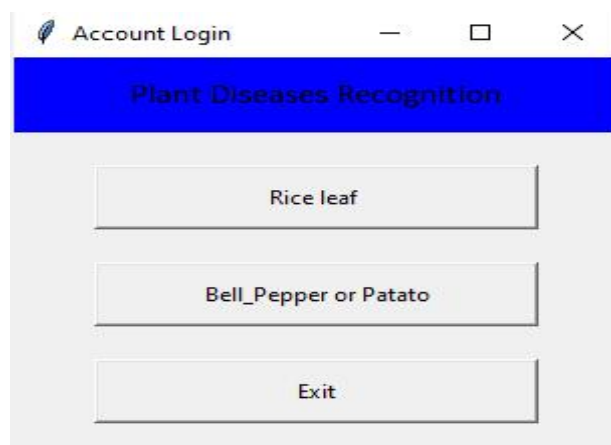 Account Login
Plant Diseases Recognition
Rice leaf
Bell_Pepper or Patato
Exit